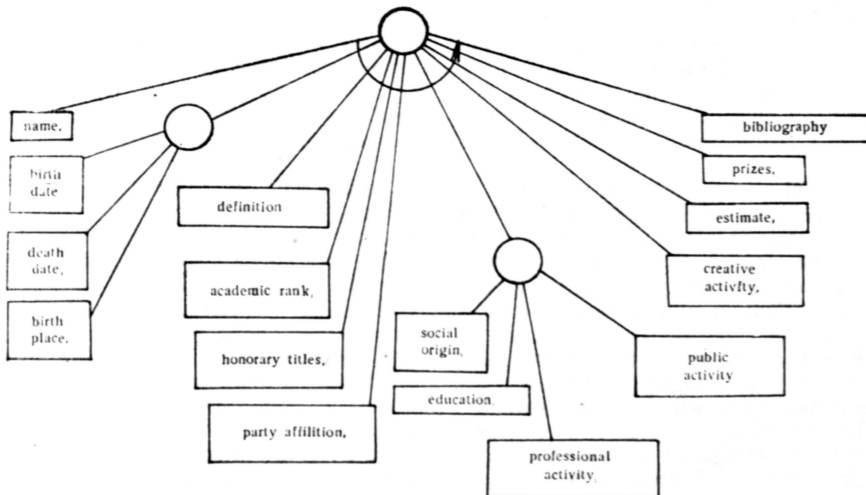 name,
birth
date
death
date,
birth
place,
definition
academic rank,
honorary titles,
party affilition,
social
origin,
education,
professional
activity,
public
activity
creative
activity,
estimate,
prizes,
bibliography